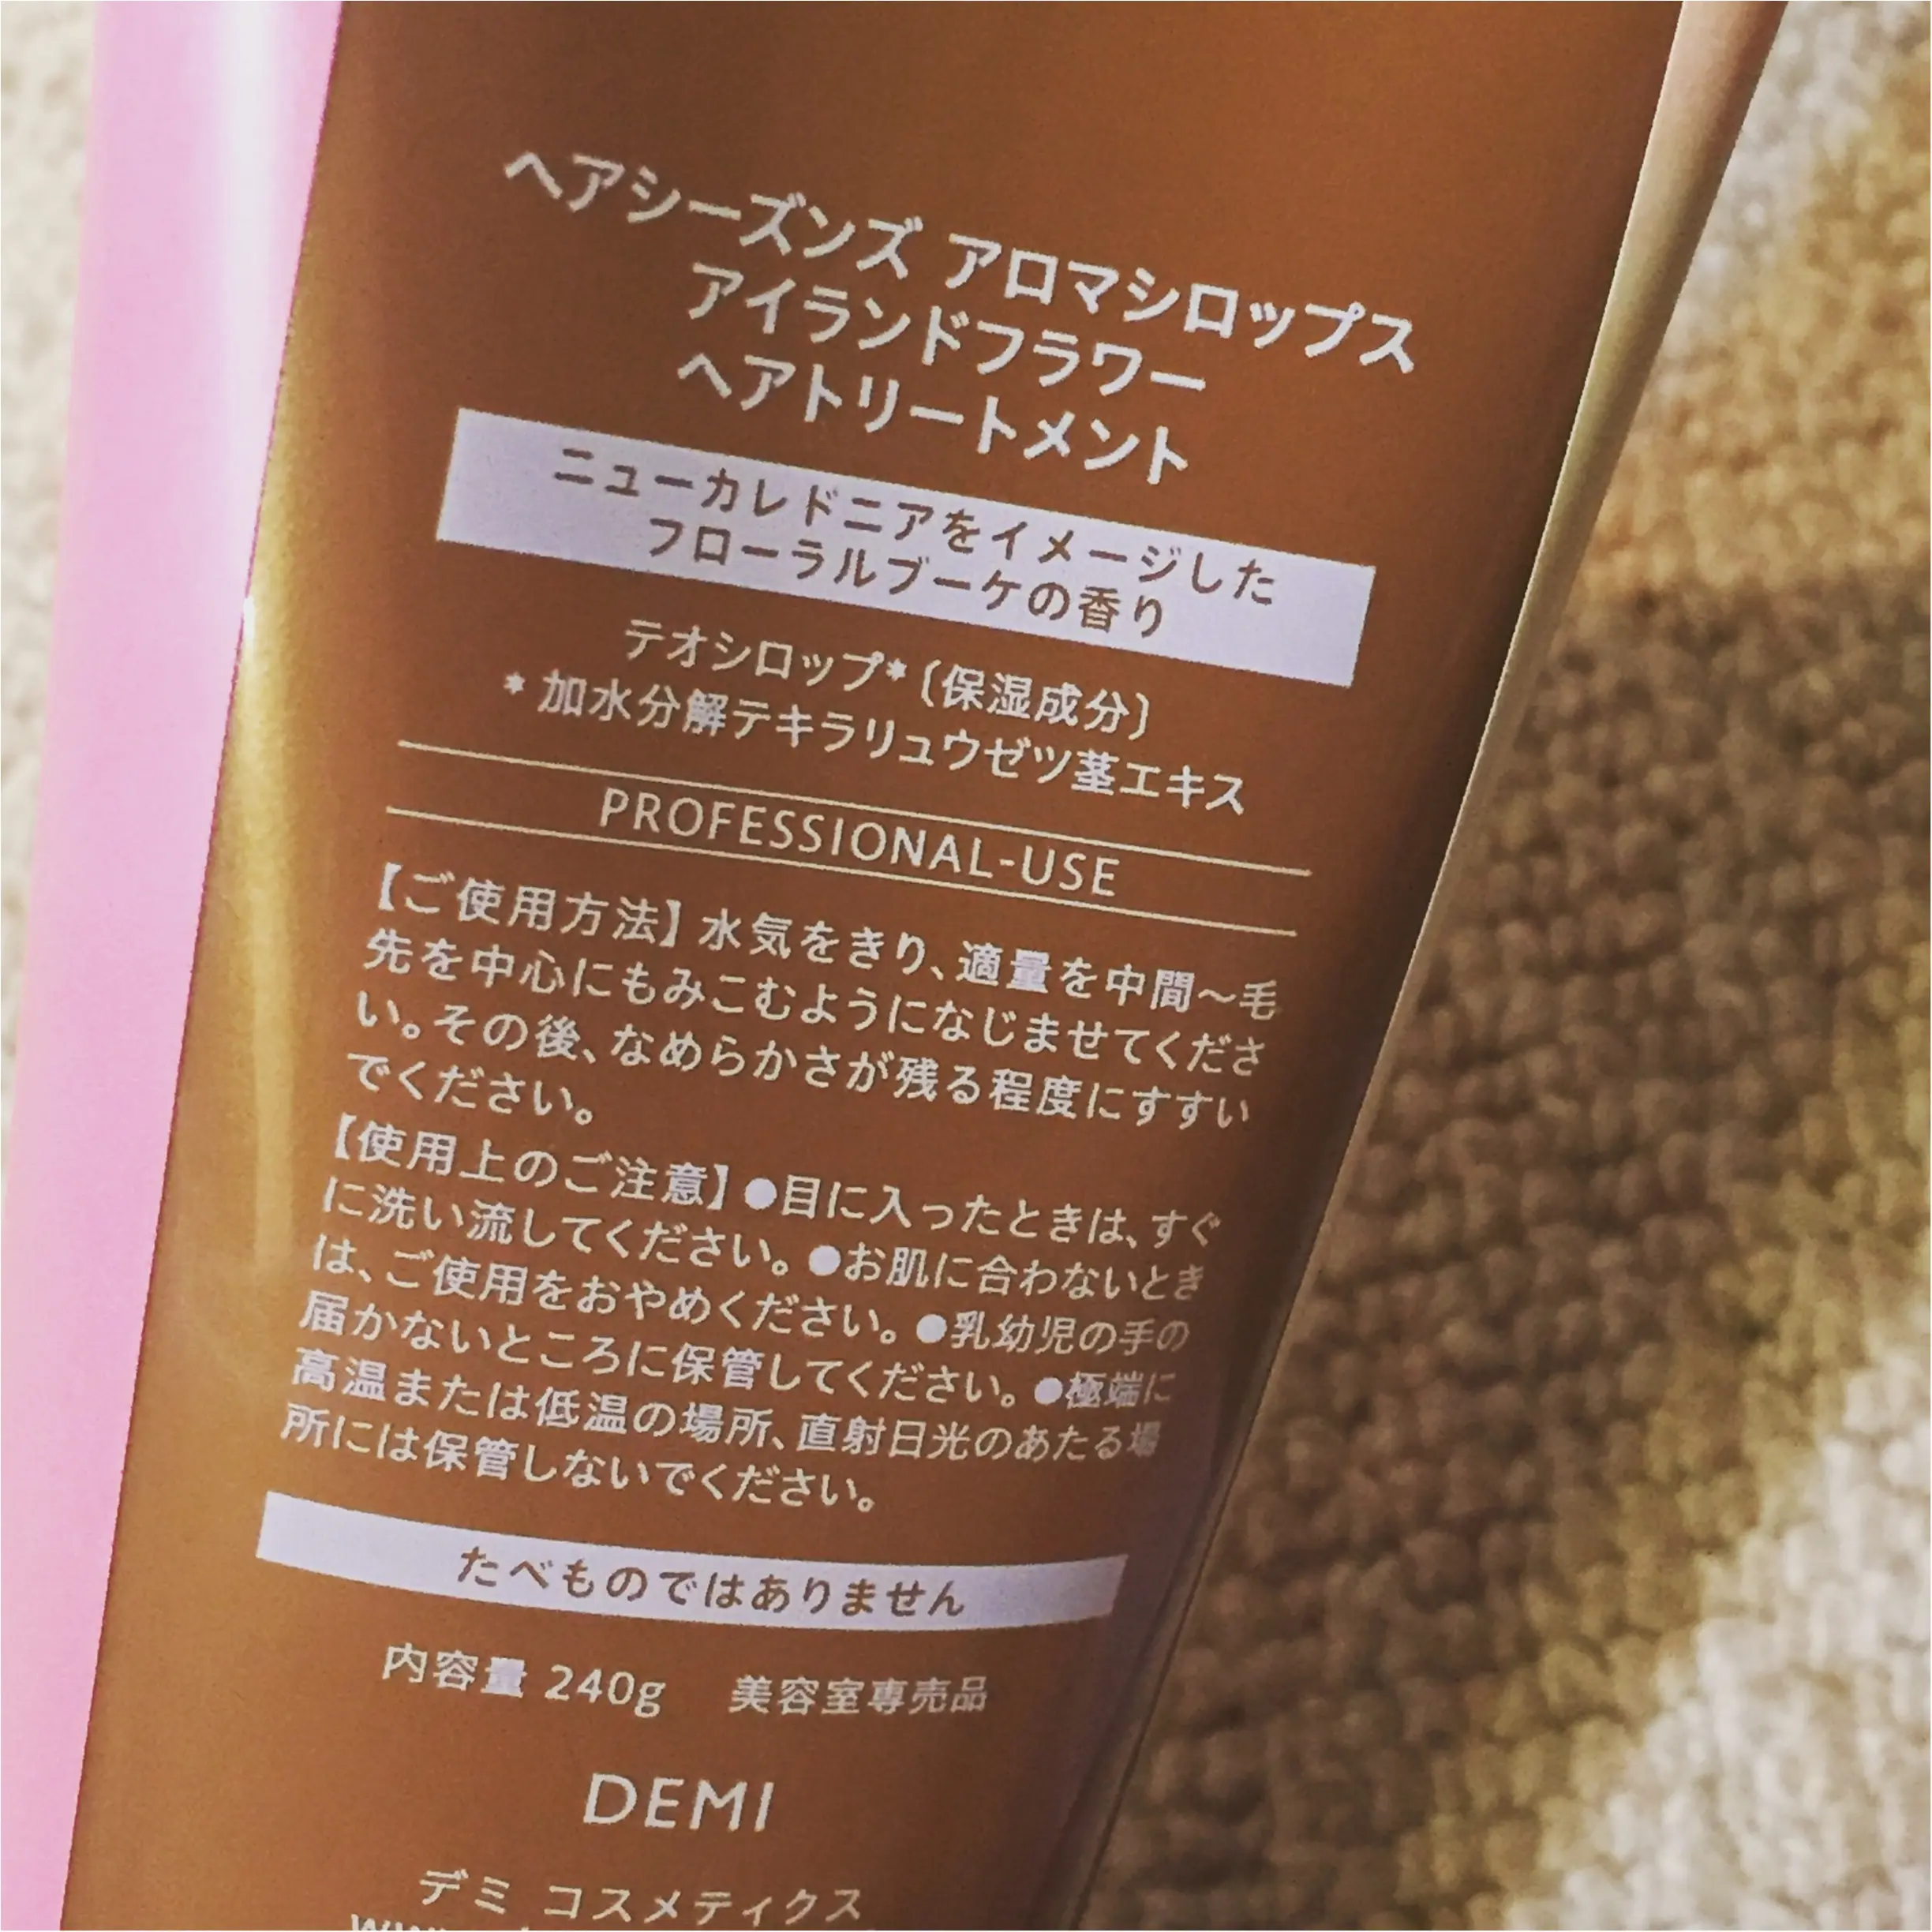 ヘアシーズンズ アロマシロップス
アイランドフラワー
ヘアトリートメント
ニューカレドニアをイメージした
フローラルブーケの香り
テオシロップ*〔保湿成分〕
* 加水分解テキラリュウゼツ茎エキス
PROFESSIONAL-USE
【ご使用方法】水気をきり、適量を中間～毛
先を中心にもみこむようになじませてくださ
い。その後、なめらかさが残る程度にすすい
でください。
【使用上のご注意】●目に入ったときは、すぐ
に洗い流してください。●お肌に合わないとき
は、ご使用をおやめください。●乳幼児の手の
届かないところに保管してください。●極端に
高温または低温の場所、直射日光のあたる場
所には保管しないでください。
たべものではありません
内容量 240g 美容室専売品
DEMI
デミ コスメティクス